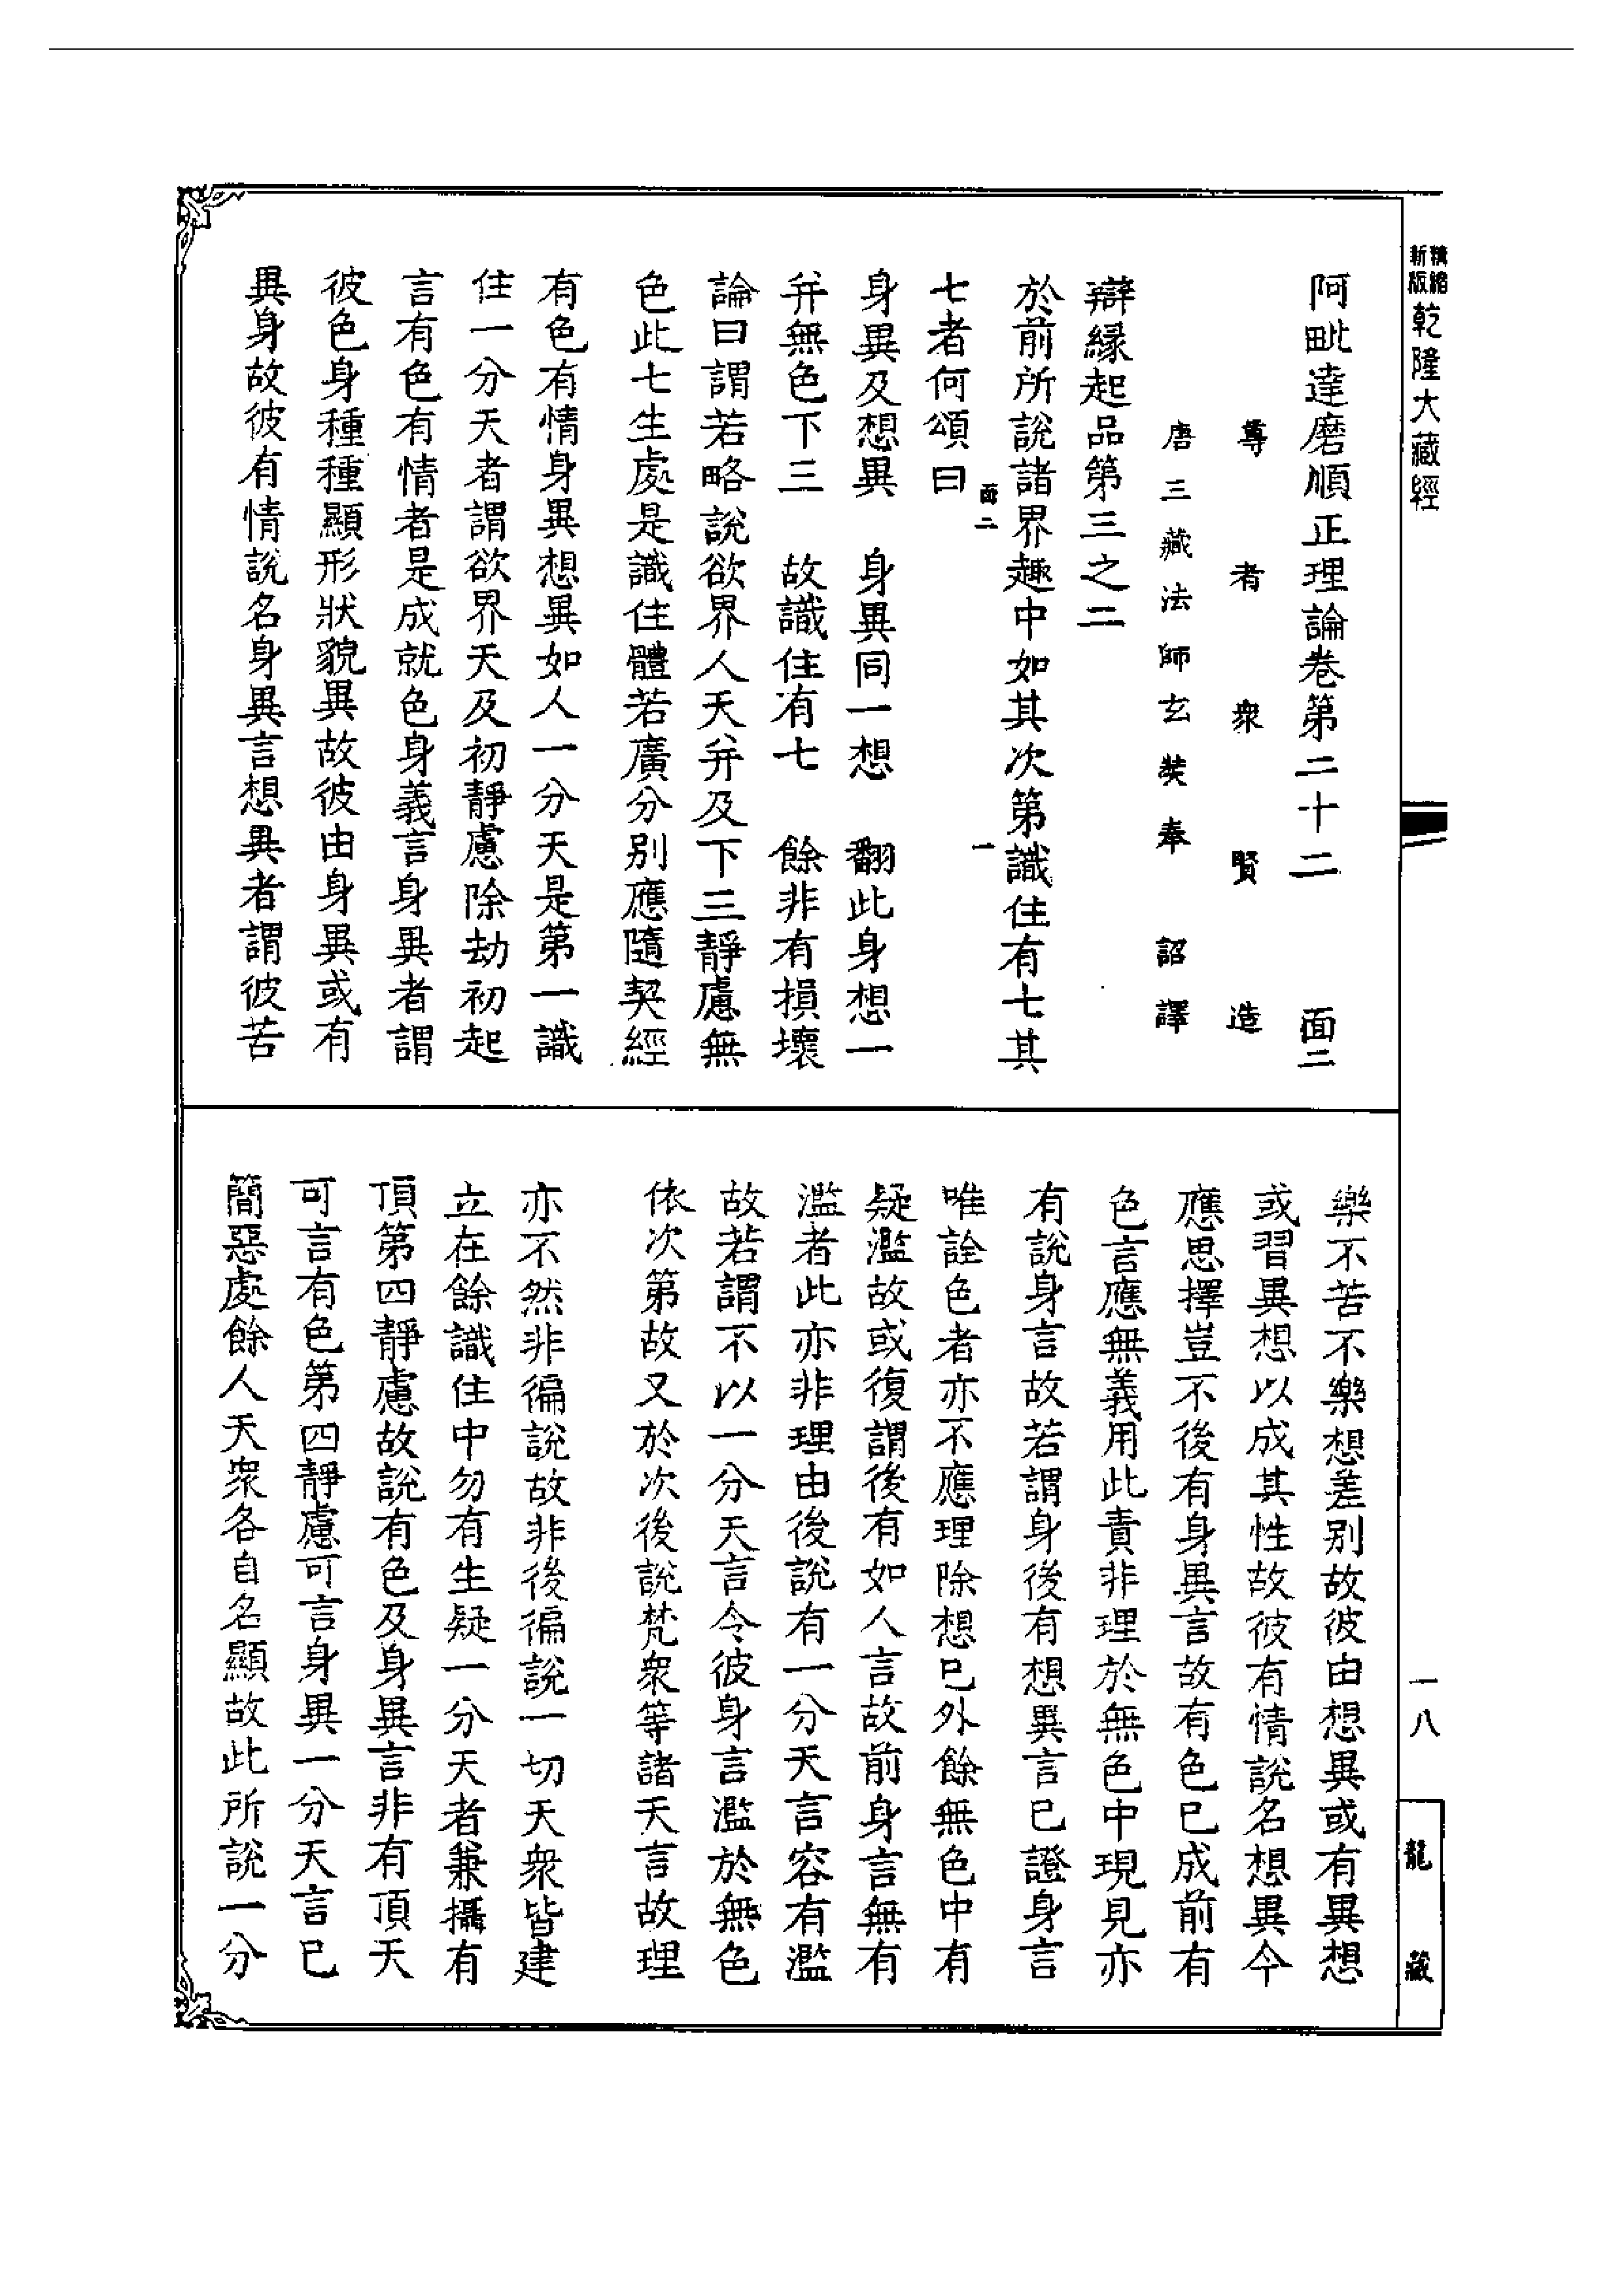 精縮新版乾隆大藏經
阿毗達磨順正理論卷第二十二 面二
尊者衆賢造
唐三藏法師玄奘奉詔譯
辯緣起品第三之二
於前所說諸界趣中如其次第識住有七其
面二 一
七者何頌曰
身異及想異 身異同一想 翻此身想一
幷無色下三 故識住有七 餘非有損壞
論曰謂若略說欲界人天幷及下三靜慮無
色此七生處是識住體若廣分別應隨契經
有色有情身異想異如人一分天是第一識
住一分天者謂欲界天及初靜慮除劫初起
言有色有情者是成就色身義言身異者謂
彼色身種種顯形狀貌異故彼由身異或有
異身故彼有情說名身異言想異者謂彼苦
樂不苦不樂想差別故彼由想異或有異想
或習異想以成其性故彼有情說名想異今
應思擇豈不後有身異言故有色已成前有
色言應無義用此責非理於無色中現見亦
有說身言故若謂身後有想異言已證身言
唯詮色者亦不應理除想已外餘無色中有
疑濫故或復謂後有如人言故前身言無有
濫者此亦非理由後說有一分天言容有濫
故若謂不以一分天言令彼身言濫於無色
依次第故又於次後說梵衆等諸天言故理
亦不然非徧說故非後徧說一切天衆皆建
立在餘識住中勿有生疑一分天者兼攝有
頂第四靜慮故說有色及身異言非有頂天
可言有色第四靜慮可言身異一分天言已
簡惡處餘人天衆各自名顯故此所說一分
一八
龍藏